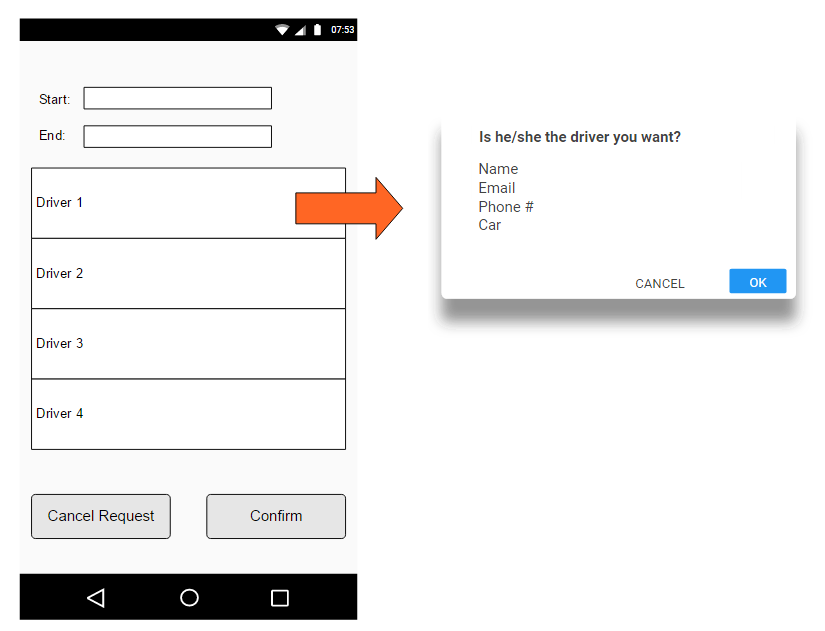 07:53
Start:
End:
Driver 1
Driver 2
Driver 3
Driver 4
Cancel Request
Confirm
Is he/she the driver you want?
Name
Email
Phone #
Car
CANCEL
OK